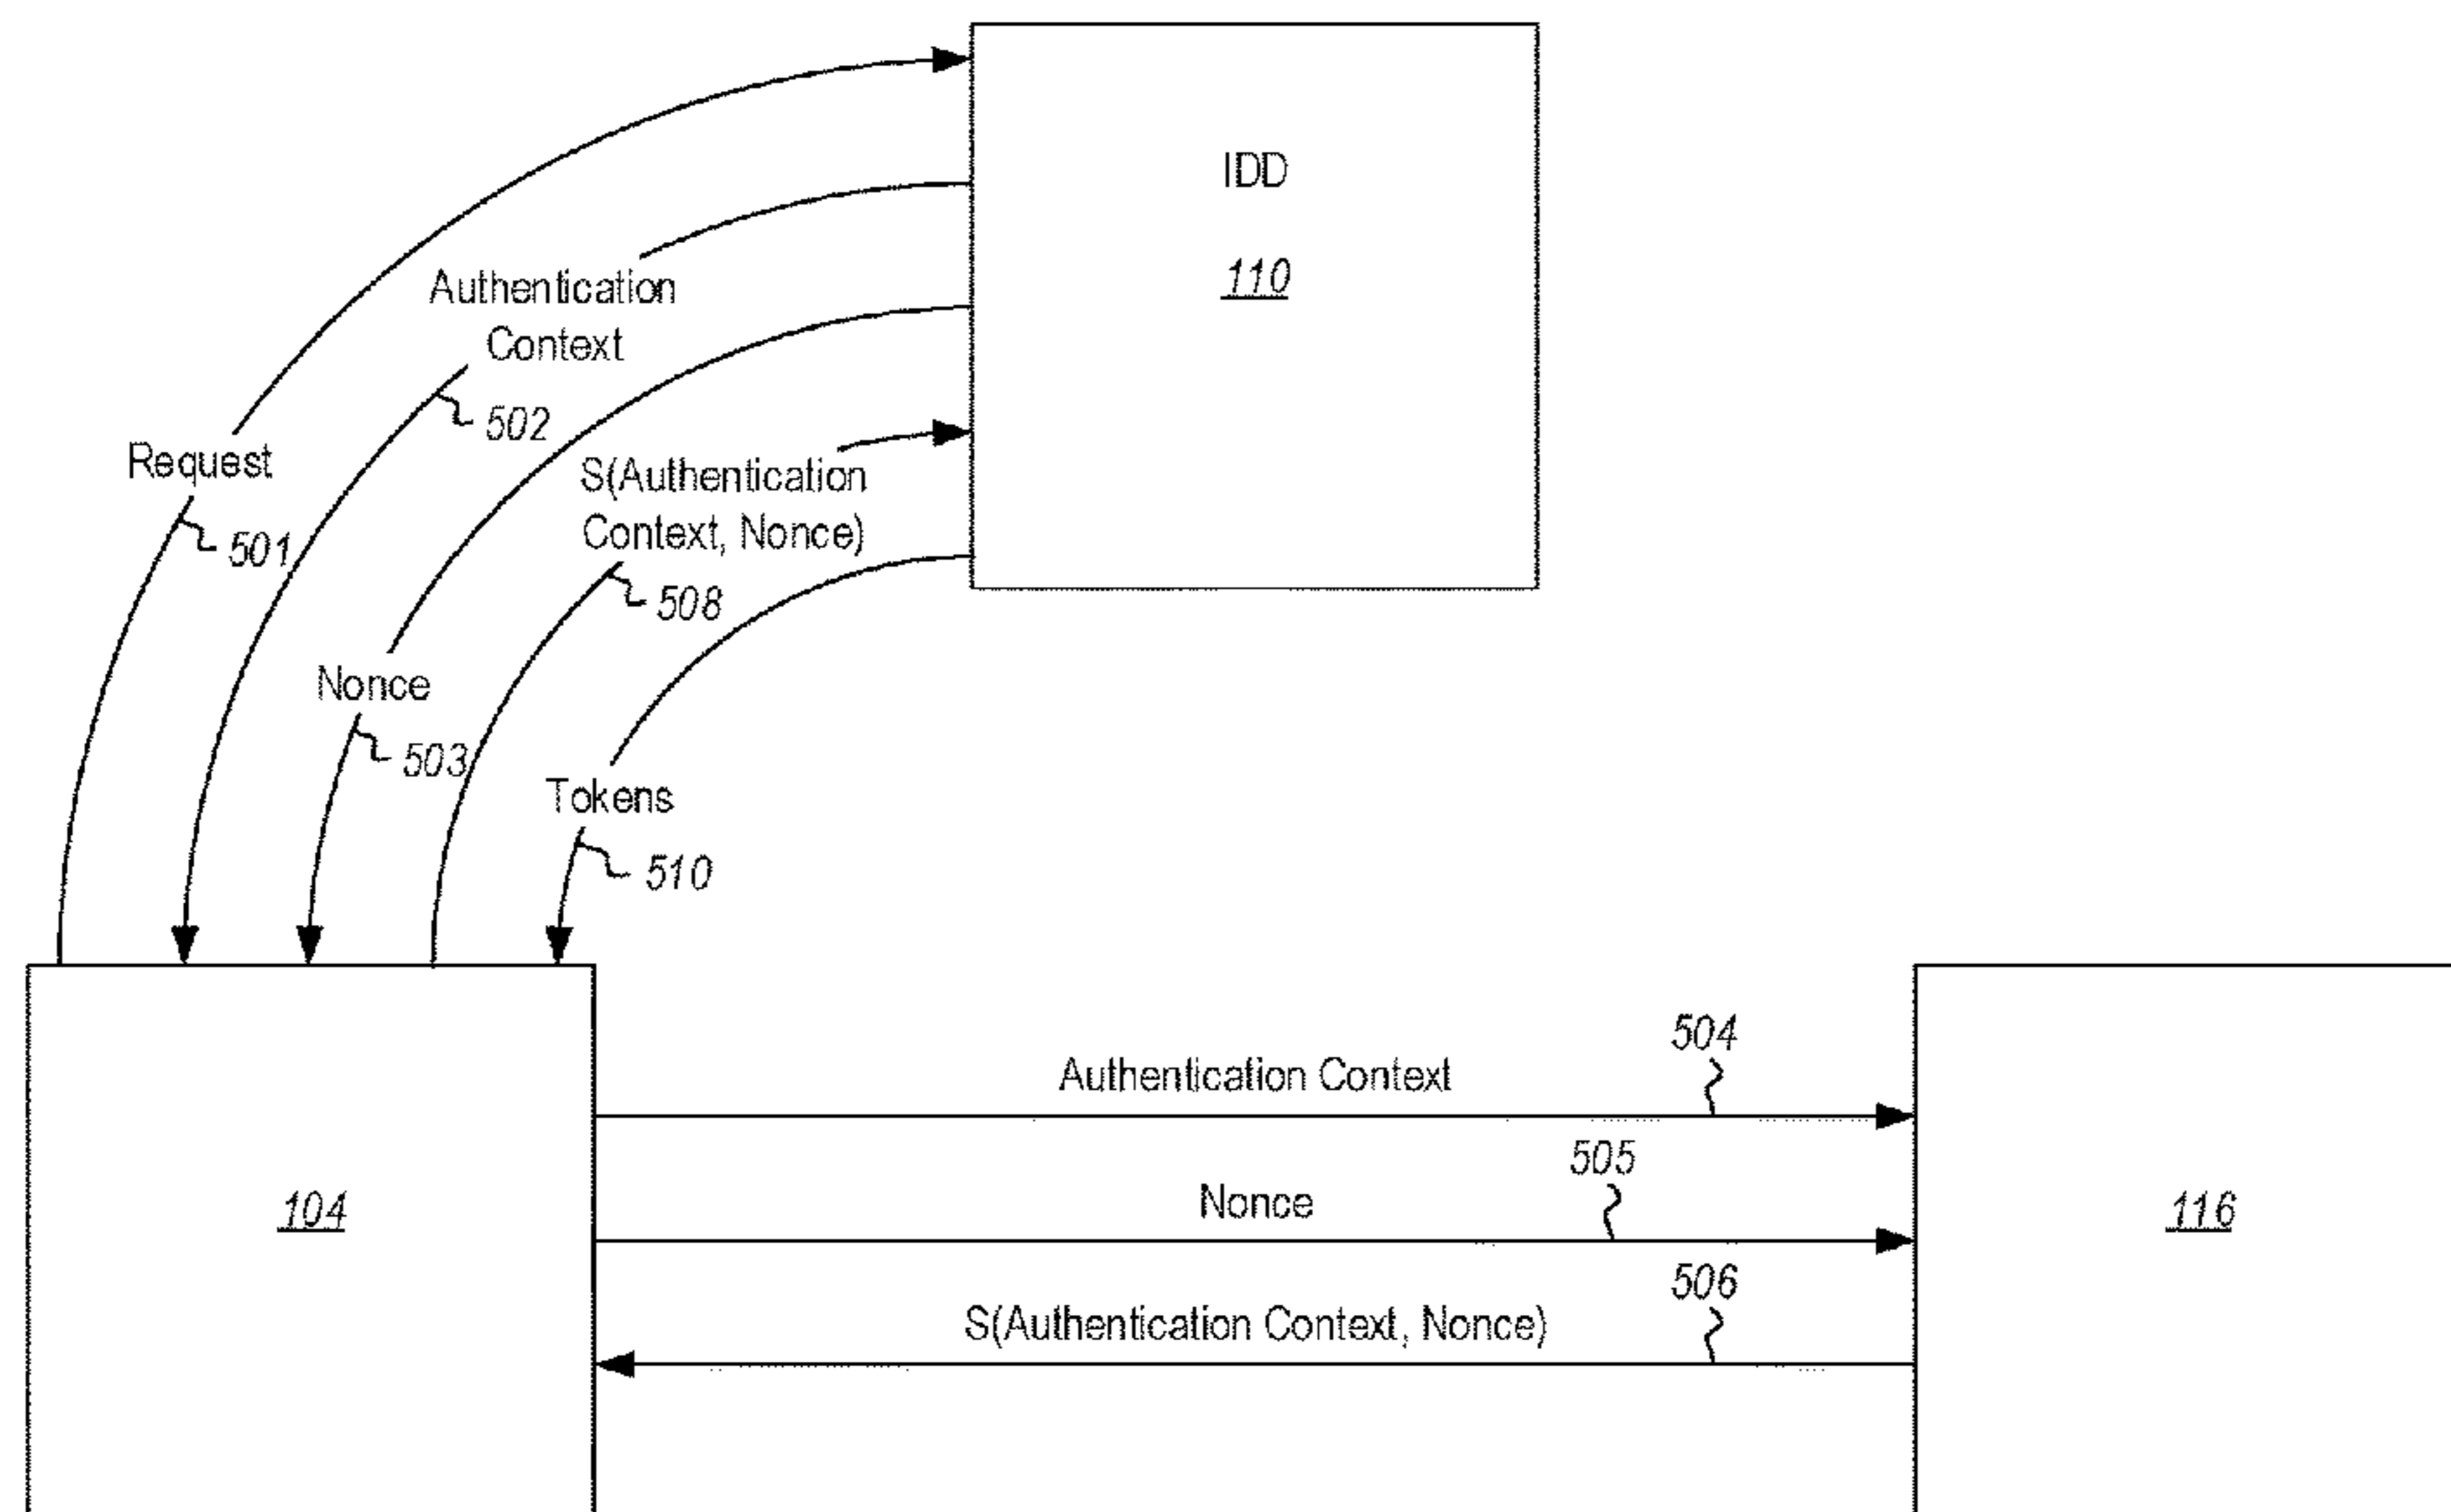 IDD
110
Authentication
Context
502
Request
501
S(Authentication
Context, Nonce)
508
Nonce
503
Tokens
510
504
Authentication Context
505
Nonce
104
116
506
S(Authentication Context, Nonce)